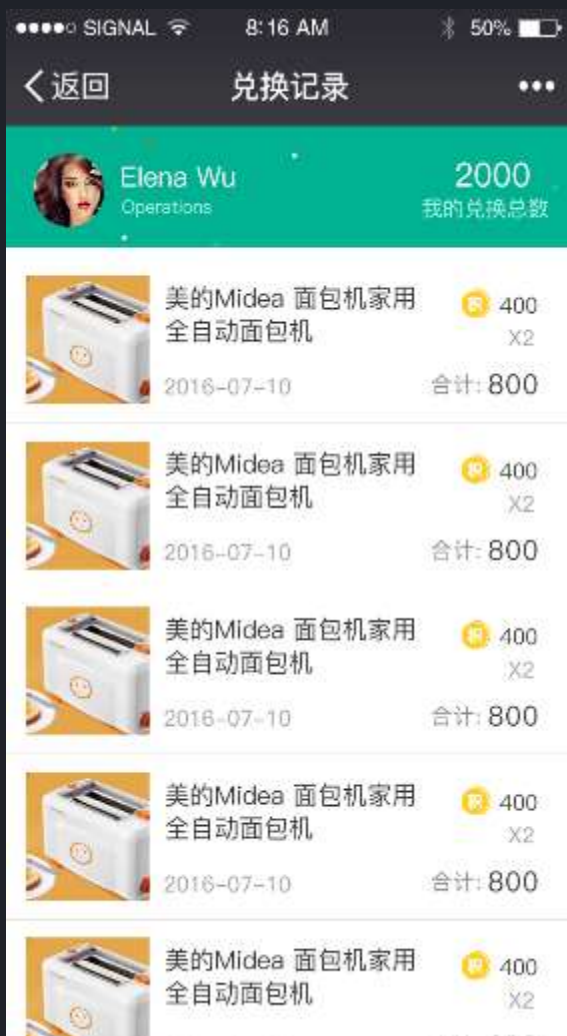 SIGNAL 8:16 AM 50%
返回 兑换记录
Elena Wu 2000
Operations 我的兑换总数
美的Midea 面包机家用 积 400
全自动面包机 X2
2016-07-10 合计: 800
美的Midea 面包机家用 积 400
全自动面包机 X2
2016-07-10 合计: 800
美的Midea 面包机家用 积 400
全自动面包机 X2
2016-07-10 合计: 800
美的Midea 面包机家用 积 400
全自动面包机 X2
2016-07-10 合计: 800
美的Midea 面包机家用 积 400
全自动面包机 X2